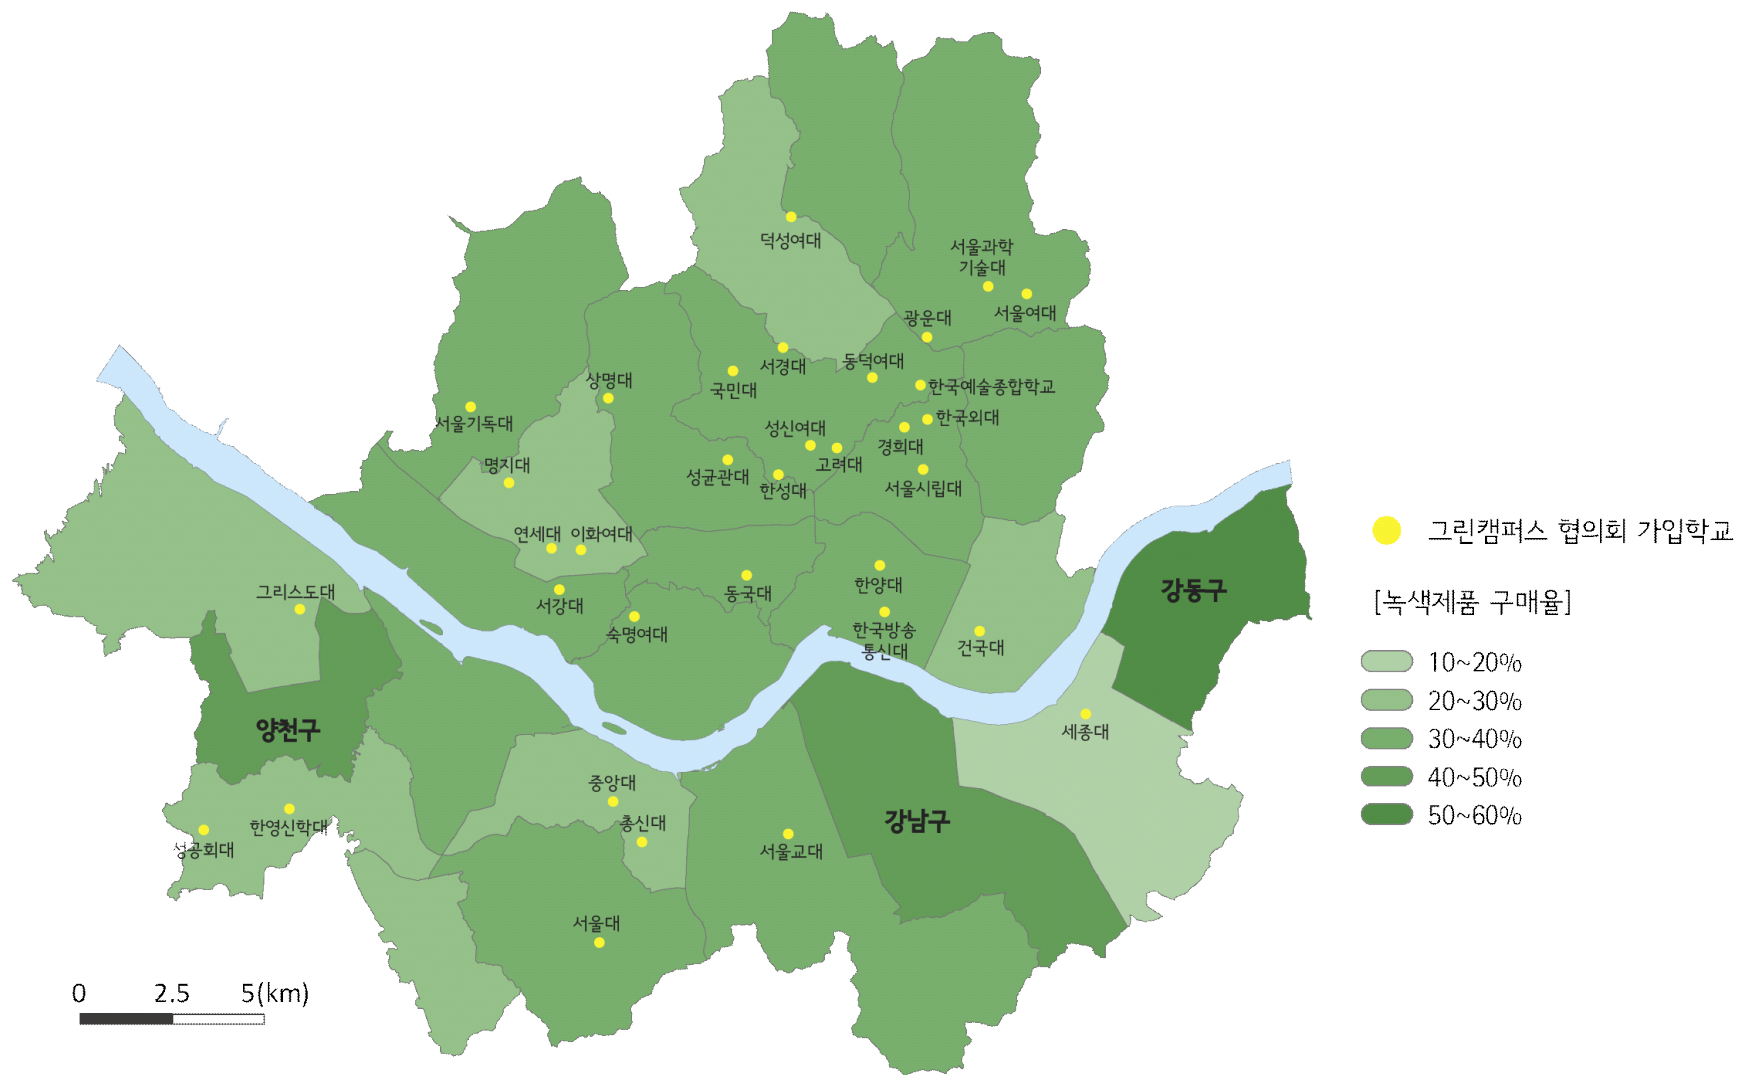 덕성여대
서울과학
기술대
서울여대
광운대
서경대
동덕여대
상명대
국민대
한국예술종합학교
서울기독대
성신여대
한국외대
경희대
명지대
고려대
성균관대
한성대
서울시립대
연세대
이화여대
그린캠퍼스 협의회 가입학교
그리스도대
서강대
동국대
한양대
강동구
[녹색제품 구매율]
숙명여대
한국방송
통신대
건국대
10~20%
20~30%
양천구
세종대
30~40%
40~50%
중앙대
50~60%
한영신학대
총신대
강남구
성공회대
서울교대
서울대
0 2.5 5(km)